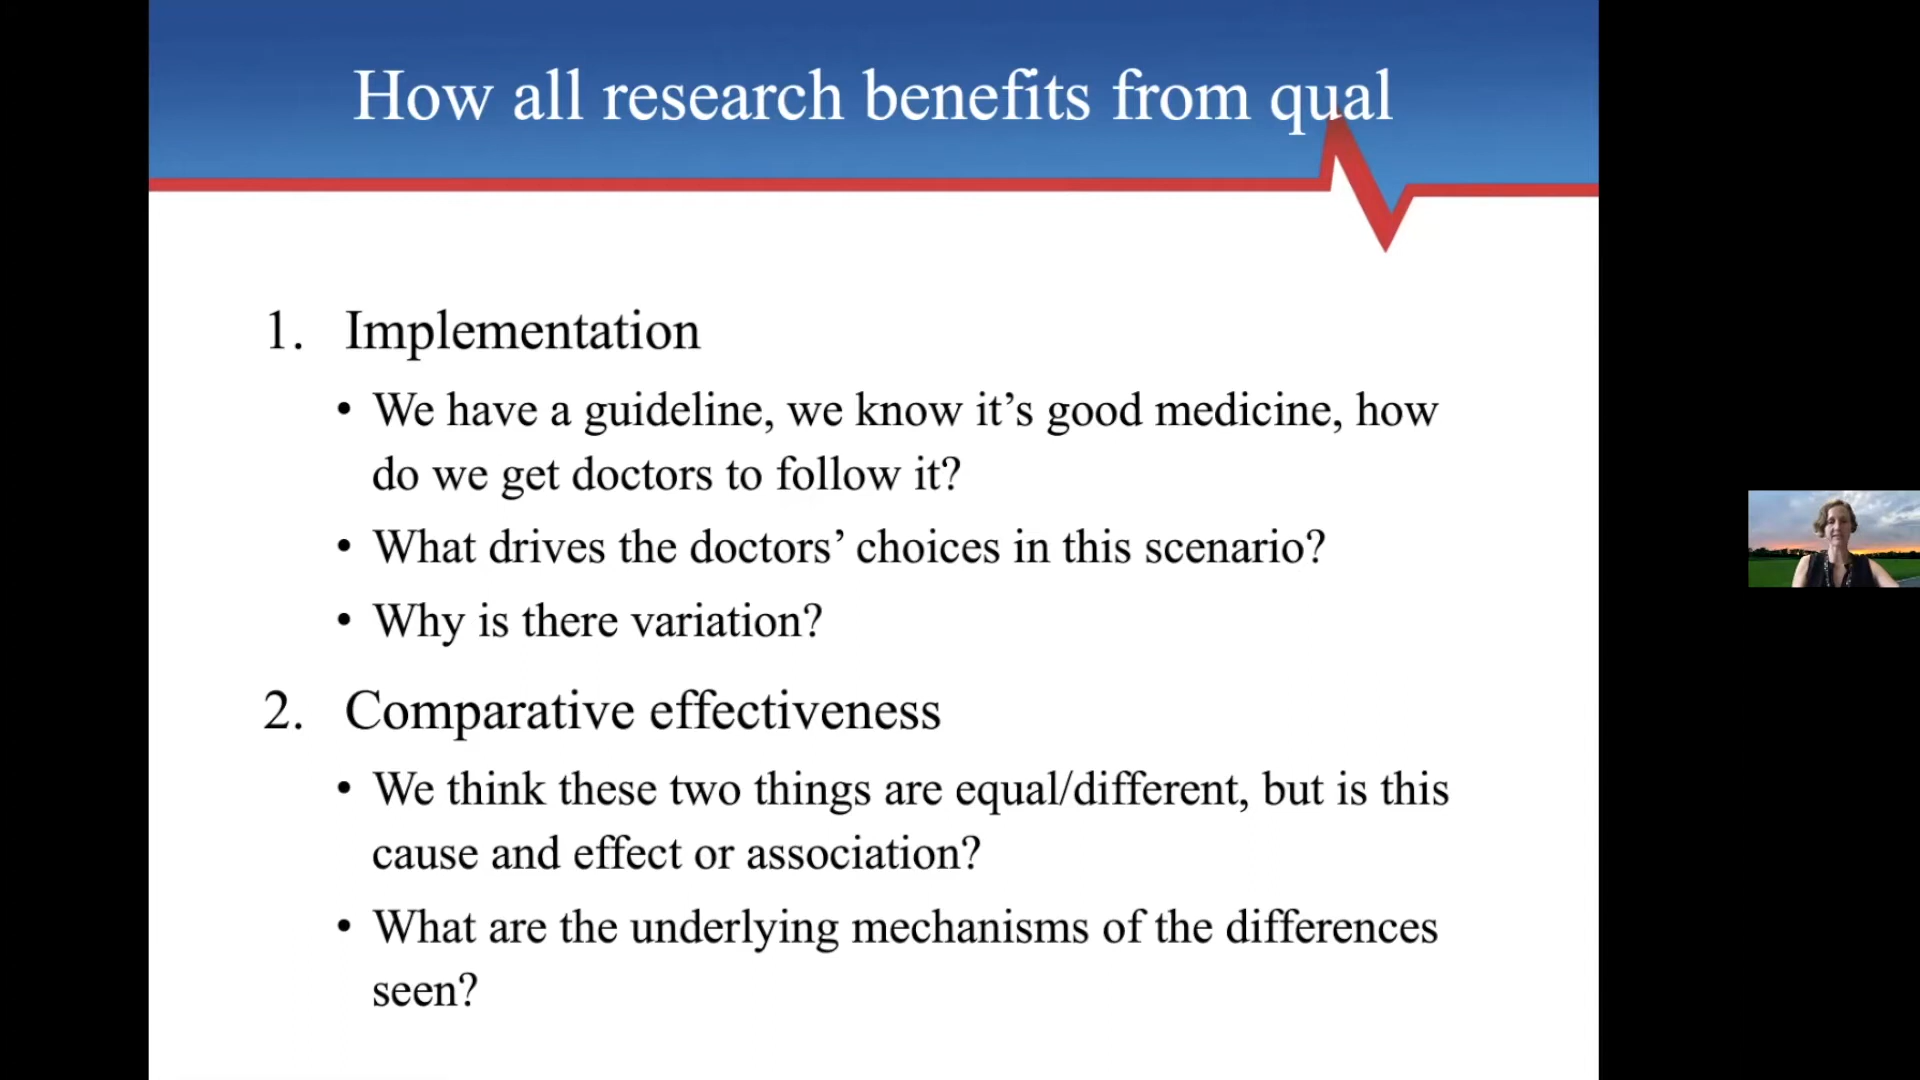 How all research benefits from qual
1. Implementation
• We have a guideline, we know it’s good medicine, how
do we get doctors to follow it?
• What drives the doctors’ choices in this scenario?
• Why is there variation?
2. Comparative effectiveness
• We think these two things are equal/different, but is this
cause and effect or association?
• What are the underlying mechanisms of the differences
seen?